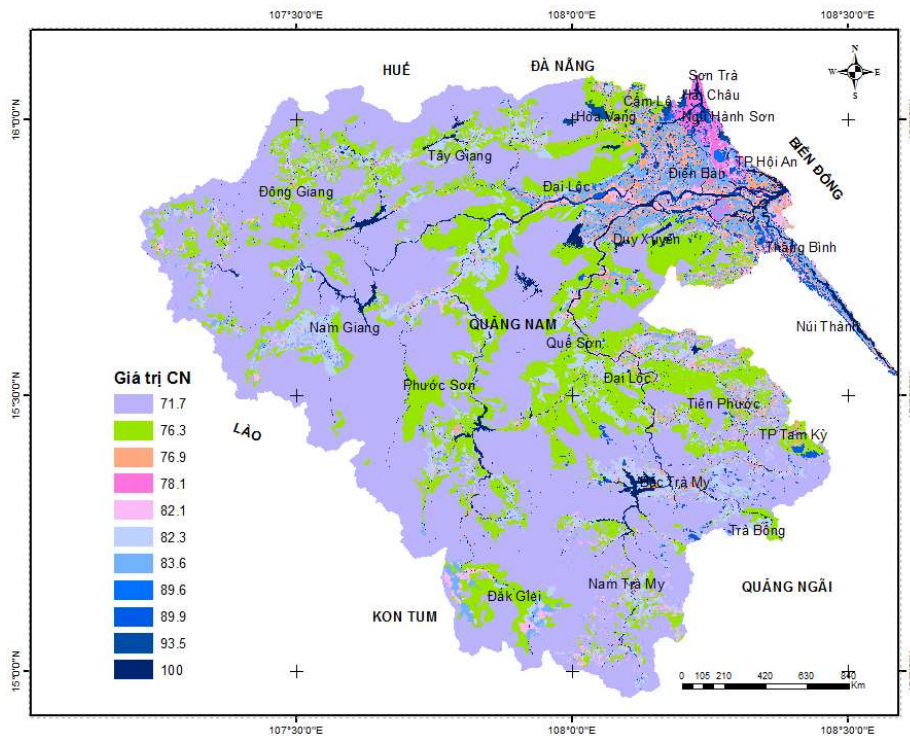 107°30'0"E
108°0'0"E
108°30'0"E
HUẾ
ĐÀ NẴNG
N
W E
S
Sơn Trà
Hải Châu
Cẩm Lệ
Hòa Vang
Ngũ Hành Sơn
16°0'0"N
BIỂN ĐÔNG
Tây Giang
TP Hội An
Điện Bàn
Đông Giang
Đại Lộc
Duy Xuyên
Thăng Bình
Nam Giang
QUẢNG NAM
Núi Thành
Quế Sơn
Giá trị CN
71.7
76.3
76.9
78.1
82.1
82.3
83.6
89.6
89.9
93.5
100
Phước Sơn
Đại Lộc
15°30'0"N
Tiên Phước
LÀO
TP Tam Kỳ
Bắc Trà My
Trà Bồng
Đắk Glei
Nam Trà My
QUẢNG NGÃI
KON TUM
15°0'0"N
0 105 210 420 630 840
Km
107°30'0"E
108°0'0"E
108°30'0"E